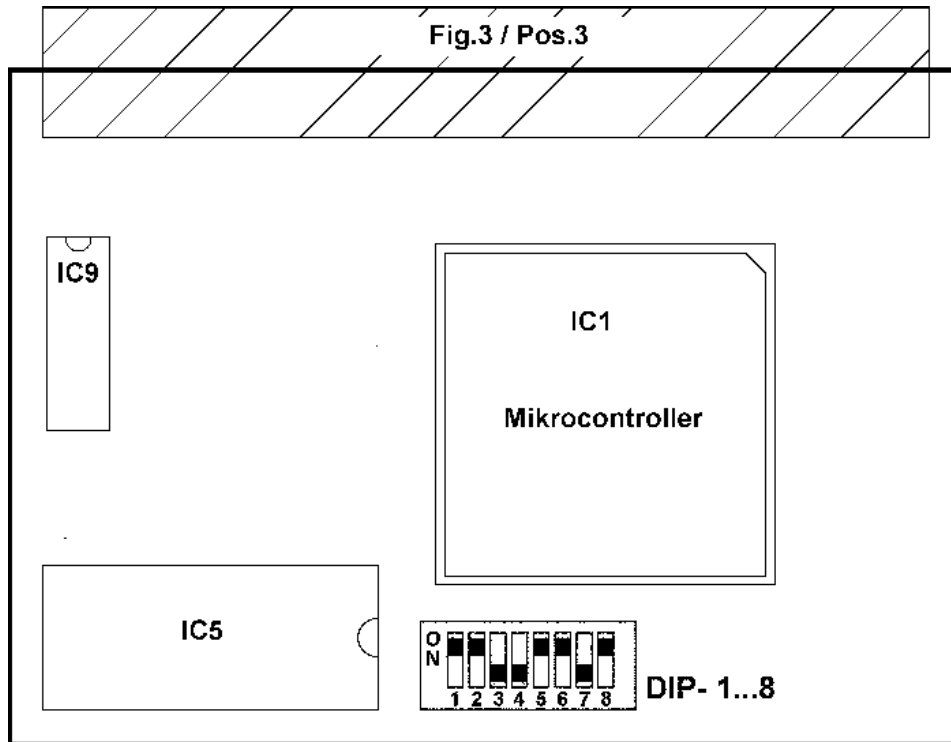 Fig.3 / Pos.3
IC9
IC1
Mikrocontroller
IC5
ON
1 2 3 4 5 6 7 8
DIP- 1...8